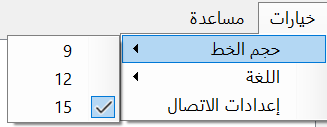 خيارات مساعدة
حجم الخط
اللغة
إعدادات الاتصال
9
12
15